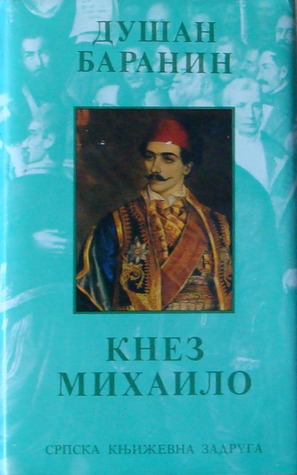 ДУШАН
БАРАНИН
КНЕЗ
МИХАИЛО
СРПСКА КЊИЖЕВНА ЗАДРУГА